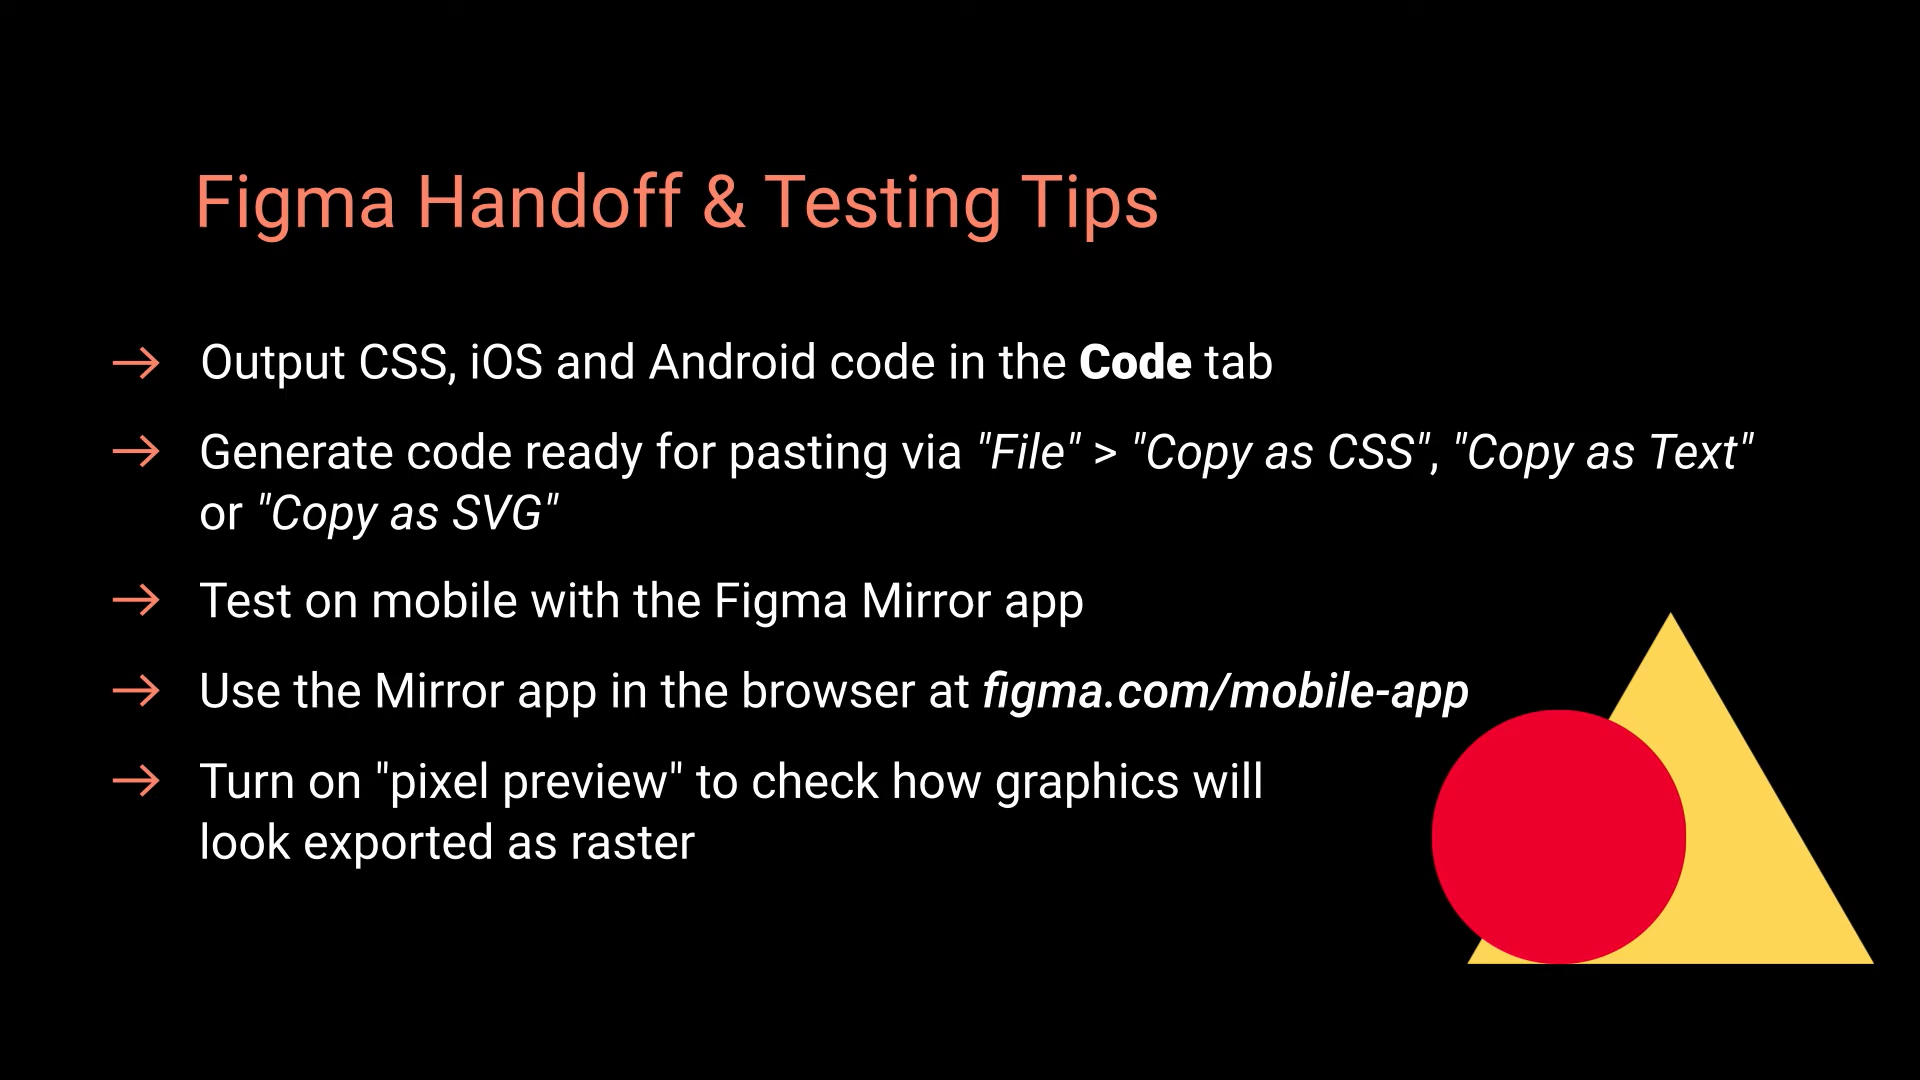 Figma Handoff & Testing Tips
Output CSS, iOS and Android code in the Code tab
Generate code ready for pasting via "File" > "Copy as CSS", "Copy as Text"
or "Copy as SVG"
Test on mobile with the Figma Mirror app
Use the Mirror app in the browser at figma.com/mobile-app
Turn on "pixel preview" to check how graphics will
look exported as raster